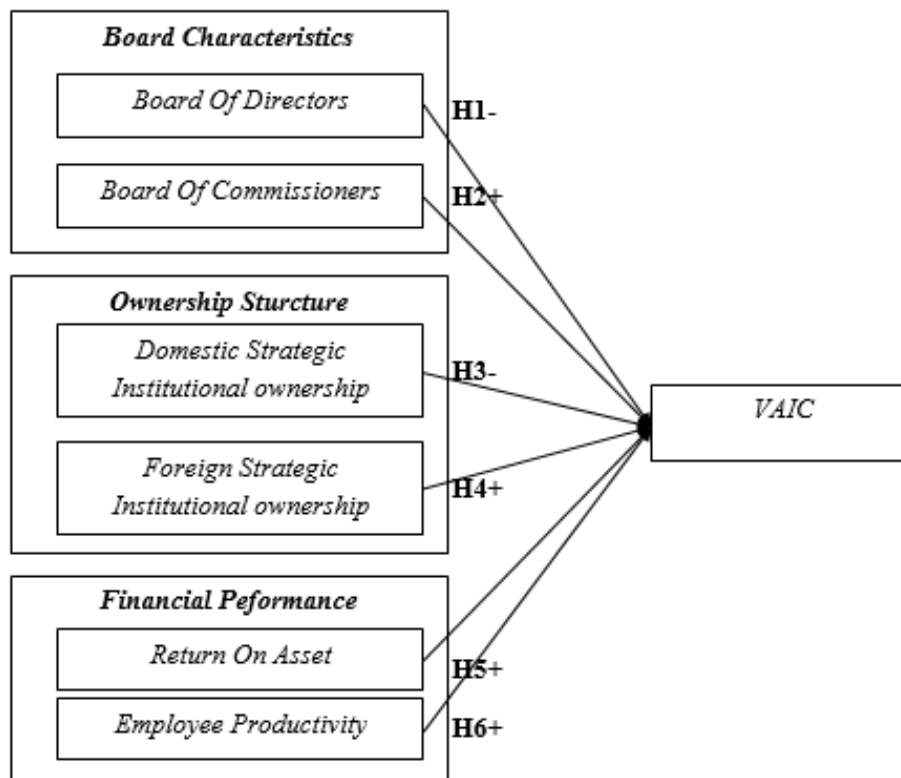 Board Characteristics
Board Of Directors
H1-
Board Of Commissioners
H2+
Ownership Sturcture
Domestic Strategic
Institutional ownership
H3-
VAIC
Foreign Strategic
Institutional ownership
H4+
Financial Peformance
Return On Asset
H5+
Employee Productivity
H6+